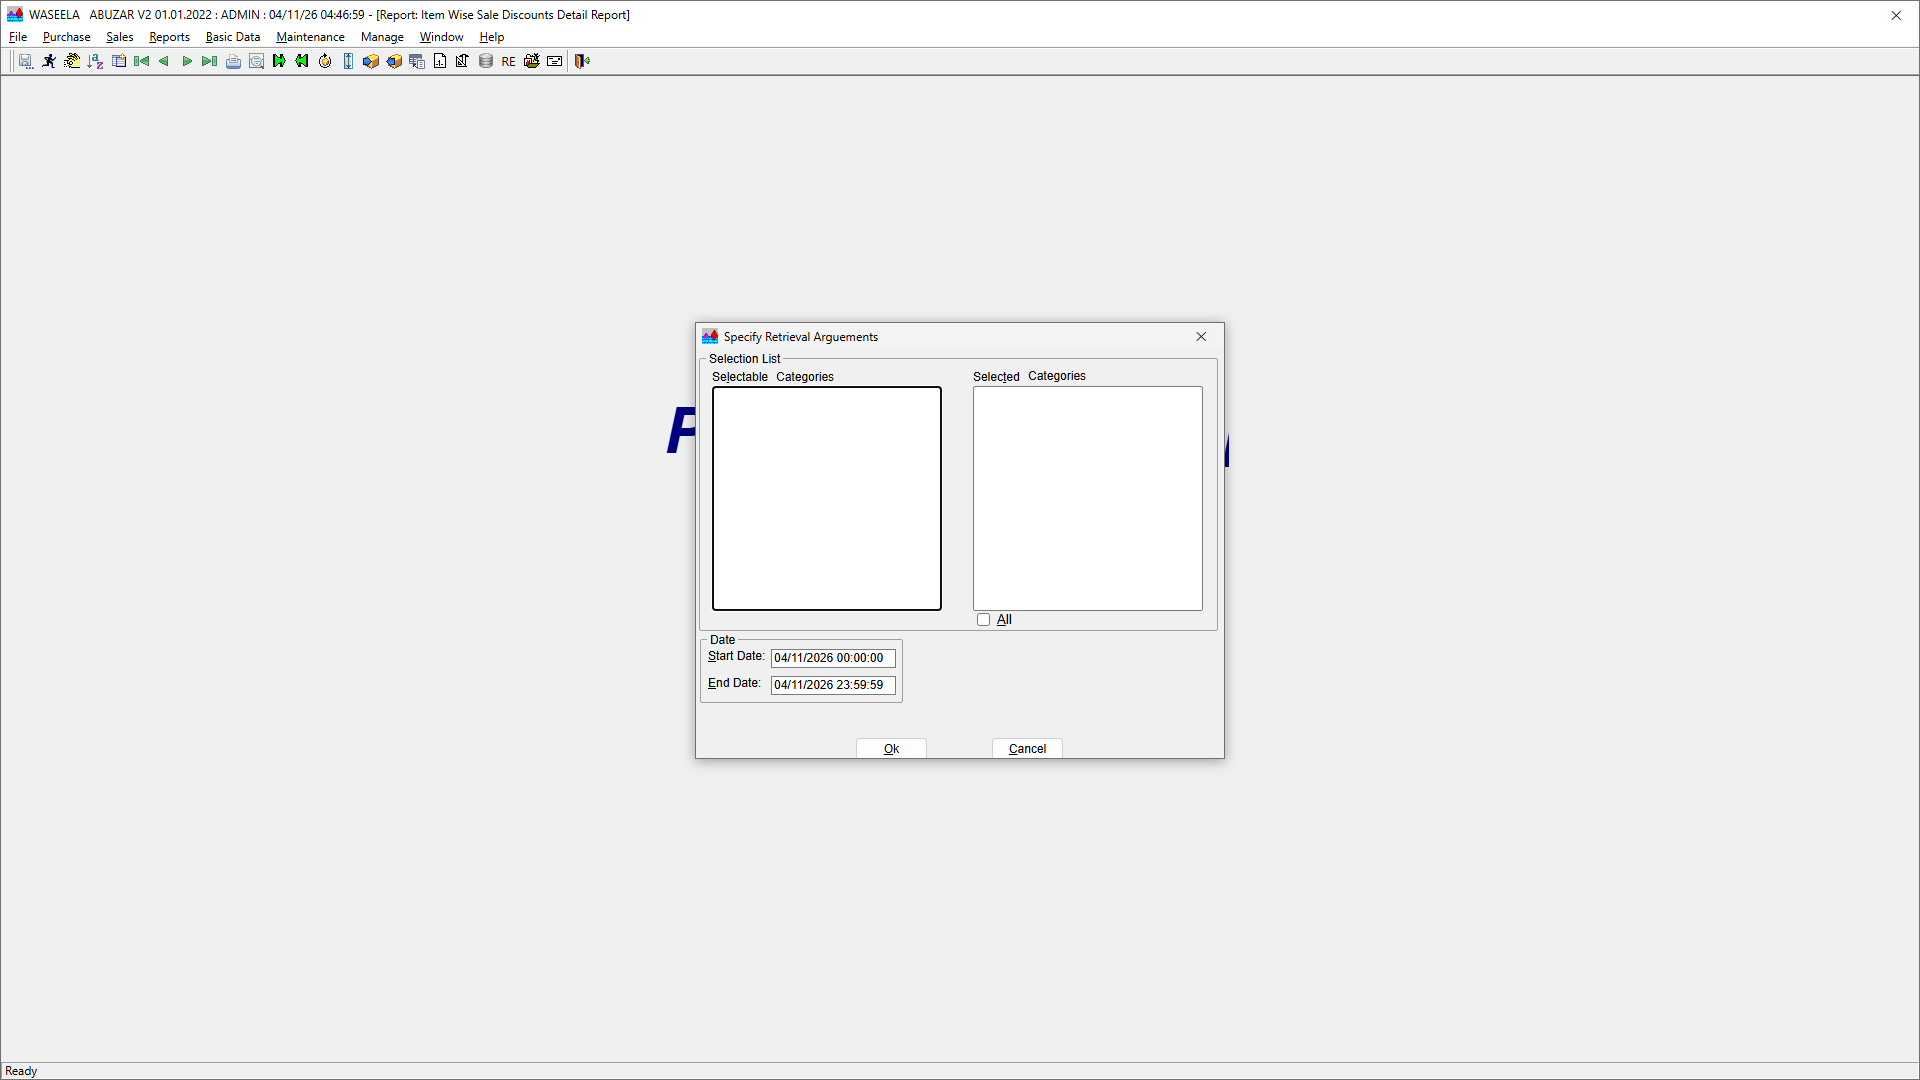 WASEELA ABUZAR V2 01.01.2022 : ADMIN : 04/11/26 04:46:59 - [Report: Item Wise Sale Discounts Detail Report]
File Purchase Sales Reports Basic Data Maintenance Manage Window Help
RE
Specify Retrieval Arguements
Selection List
Selectable Categories Selected Categories
All
Date
Start Date: 04/11/2026 00:00:00
End Date: 04/11/2026 23:59:59
Ok Cancel
Ready